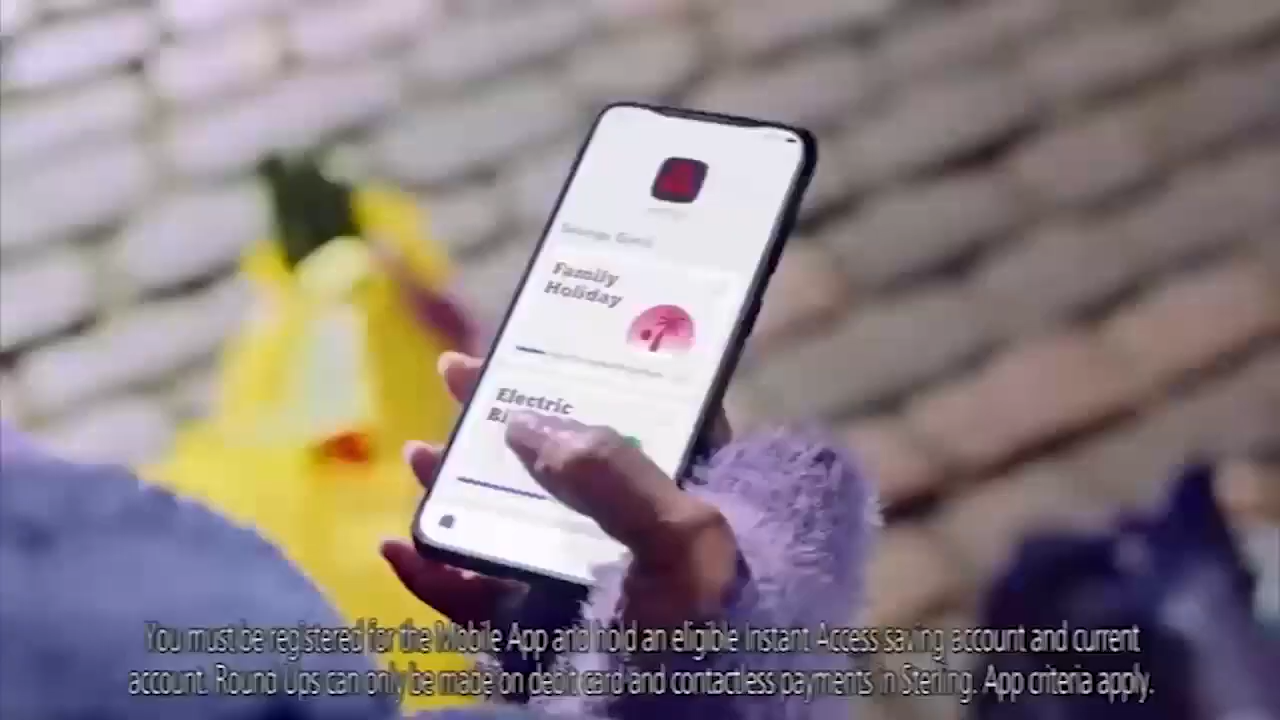 Family
Holiday
Electric
You must be registered for the Mobile App and hold an eligible Instant Access saving account and current
account. Round Ups can only be made on debit card and contactless payments in Sterling. App criteria apply.